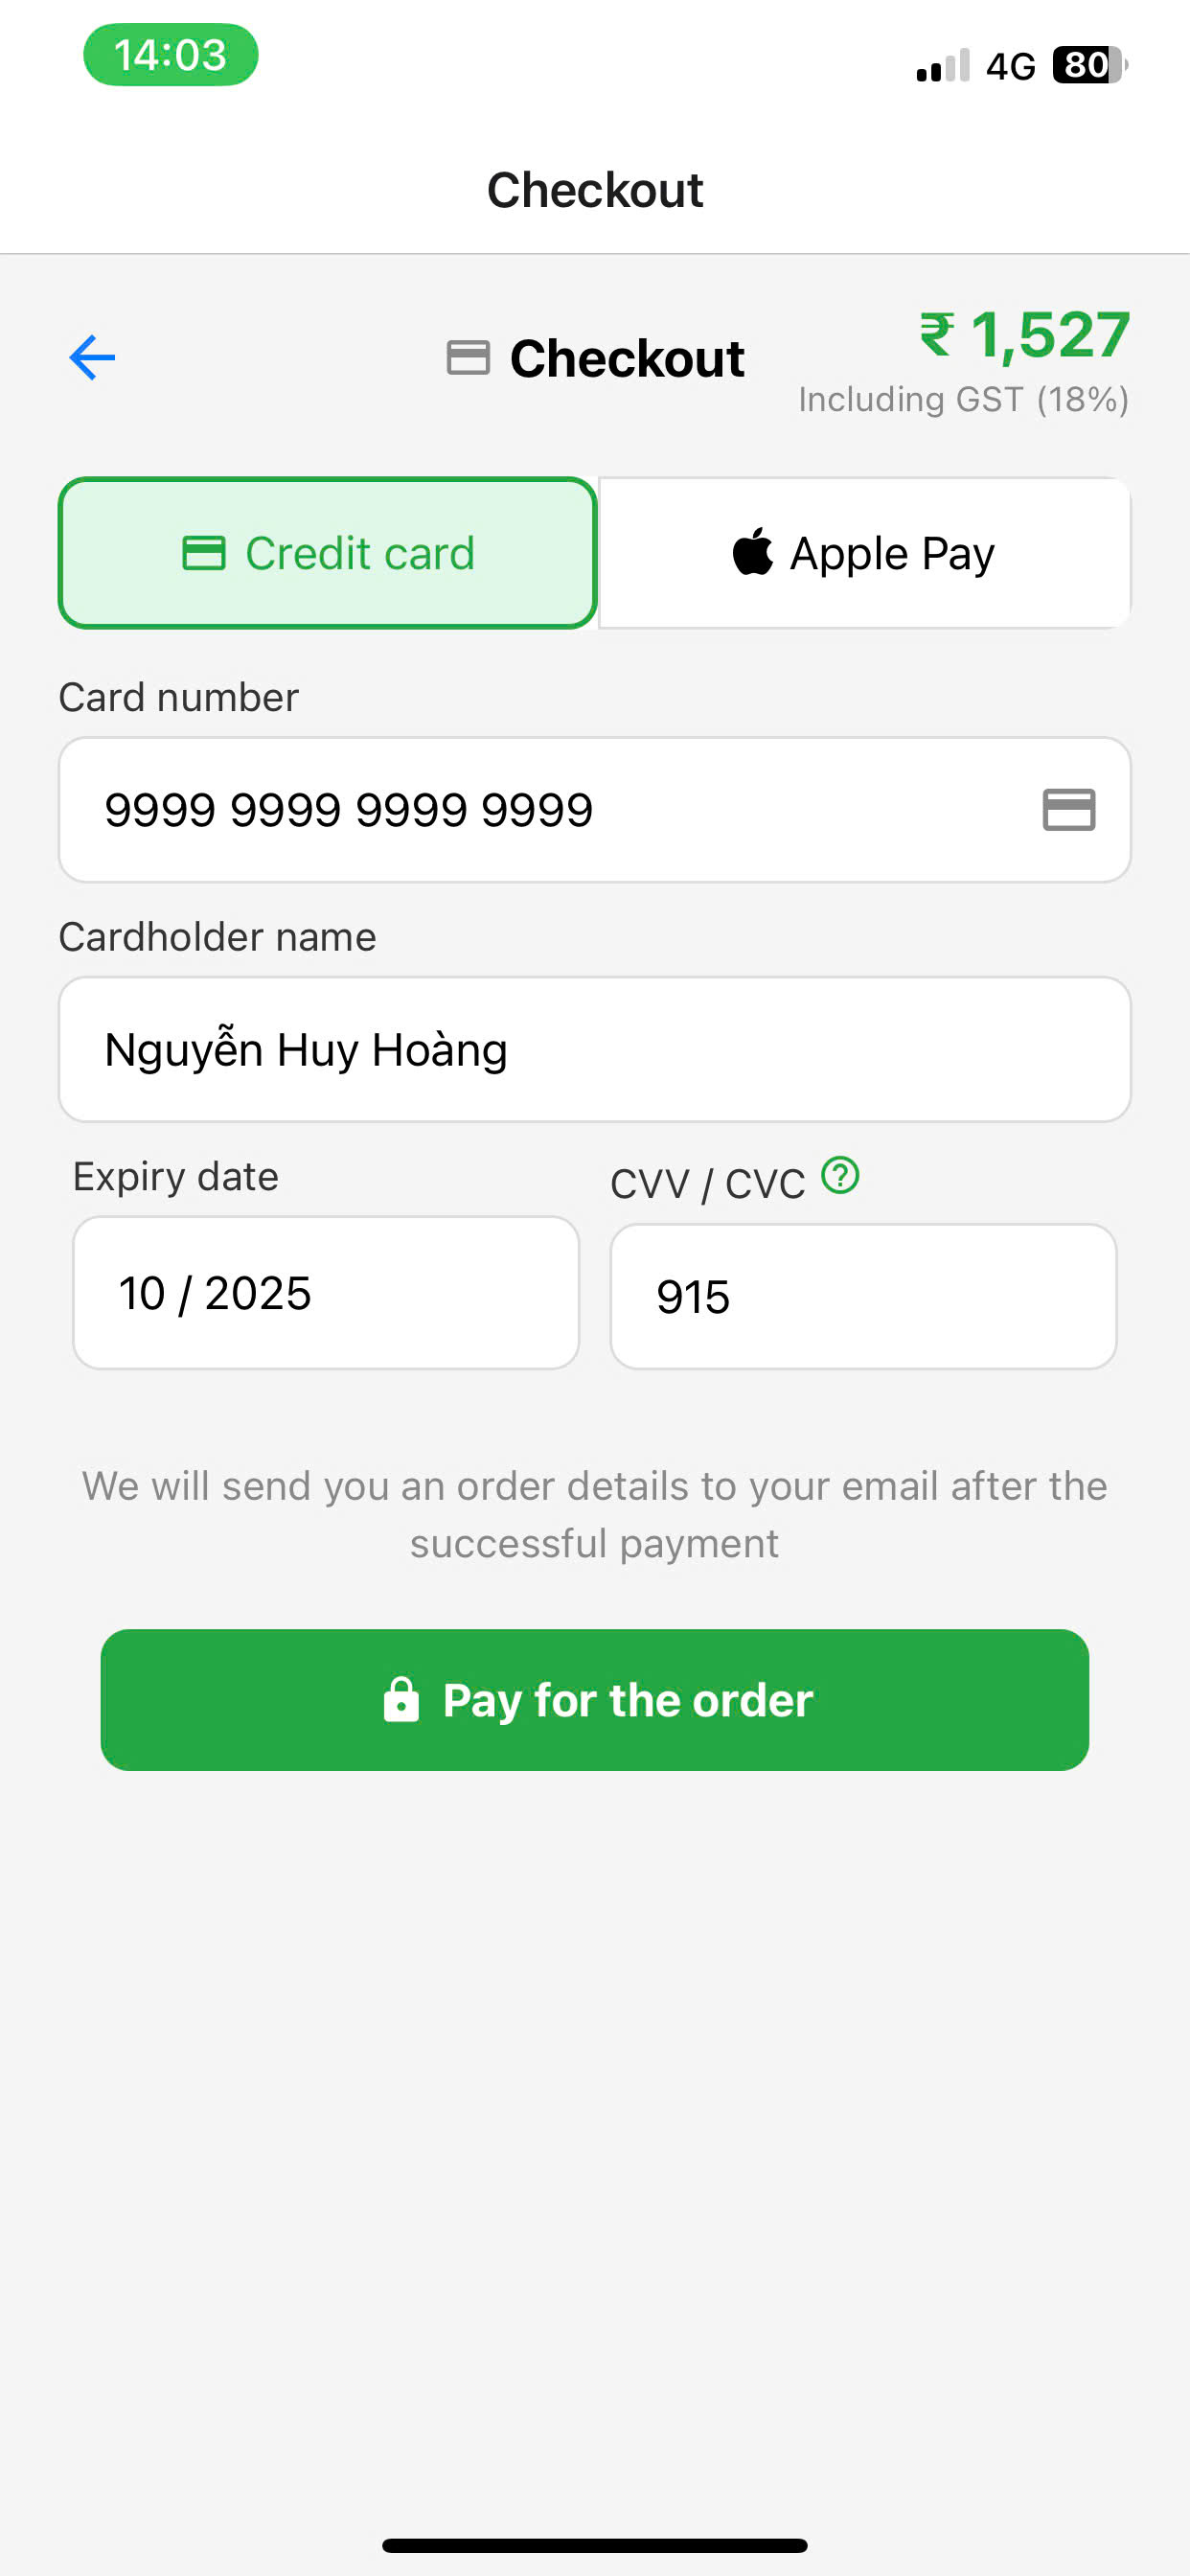 14:03
4G 80
Checkout
Checkout
₹ 1,527
Including GST (18%)
Credit card
Apple Pay
Card number
9999 9999 9999 9999
Cardholder name
Nguyễn Huy Hoàng
Expiry date
CVV / CVC ?
10 / 2025
915
We will send you an order details to your email after the
successful payment
Pay for the order